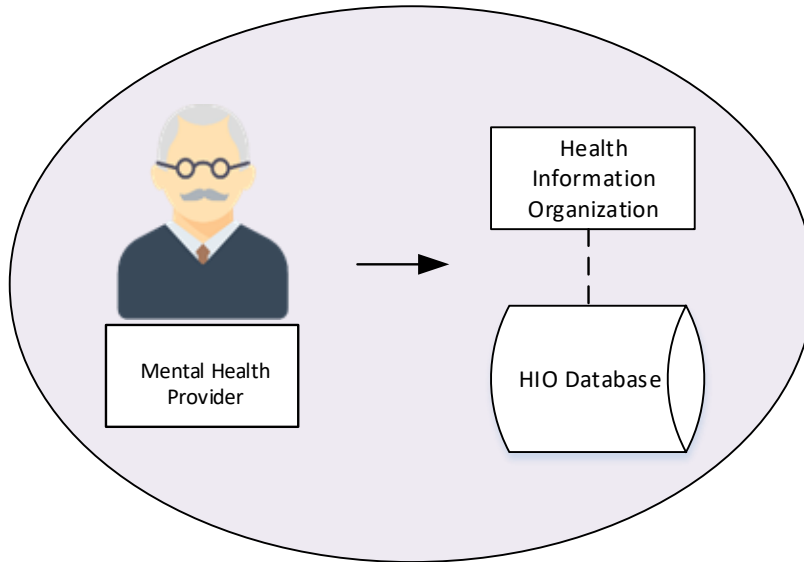 Health
Information
Organization
Mental Health
Provider
HIO Database